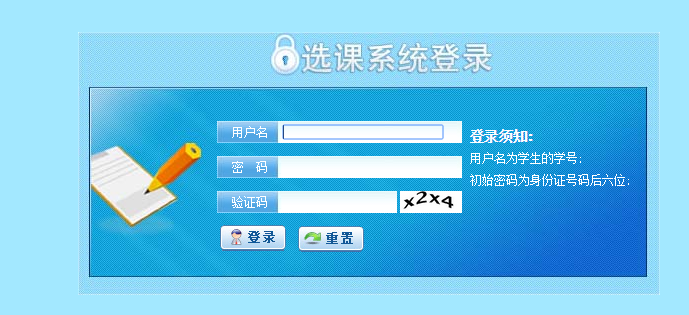 选课系统登录
用户名
登录须知:
用户名为学生的学号;
密 码
初始密码为身份证号码后六位;
验证码
x2x4
登录
重置